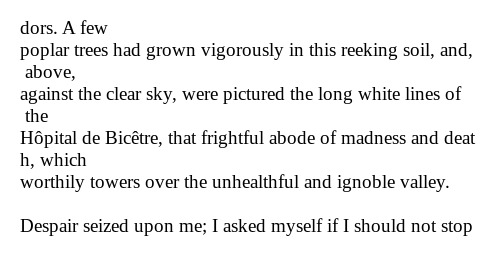 dors. A few
poplar trees had grown vigorously in this reeking soil, and,
above,
against the clear sky, were pictured the long white lines of
the
Hôpital de Bicêtre, that frightful abode of madness and deat
h, which
worthily towers over the unhealthful and ignoble valley.

Despair seized upon me; I asked myself if I should not stop